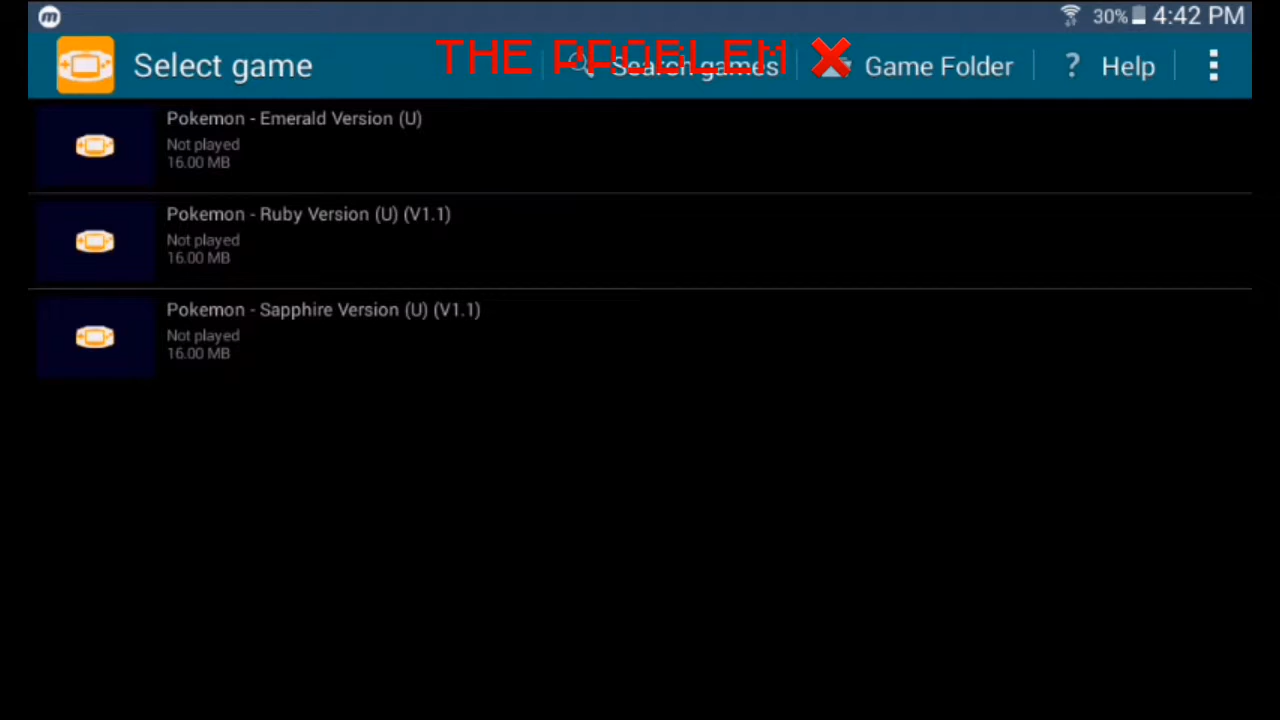 30% 4:42 PM
Select game
THE PROBLEM
Search games
Game Folder
? Help
Pokemon - Emerald Version (U)
Not played
16.00 MB
Pokemon - Ruby Version (U) (V1.1)
Not played
16.00 MB
Pokemon - Sapphire Version (U) (V1.1)
Not played
16.00 MB